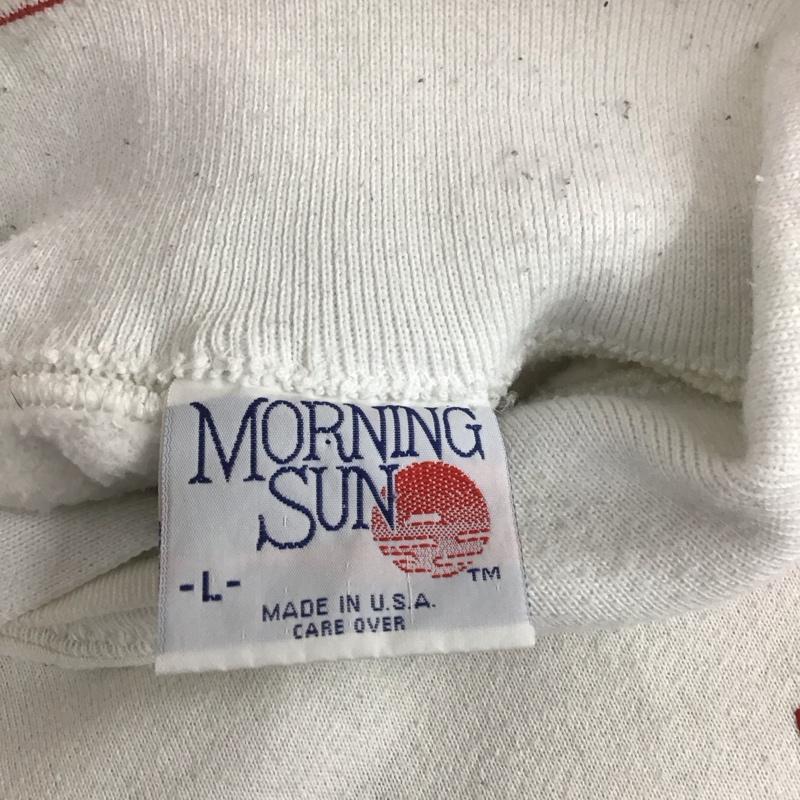 MORNING
SUN
TM
-L-
MADE IN U.S.A.
CARE OVER